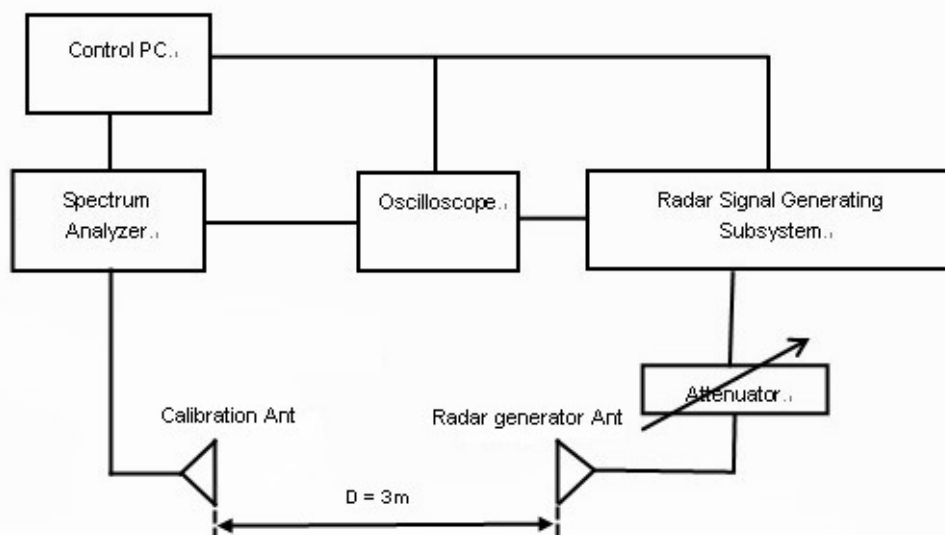 Control PC.
Spectrum
Analyzer.
Oscilloscope.
Radar Signal Generating
Subsystem.
Attenuator.
Calibration Ant
Radar generator Ant
D = 3m